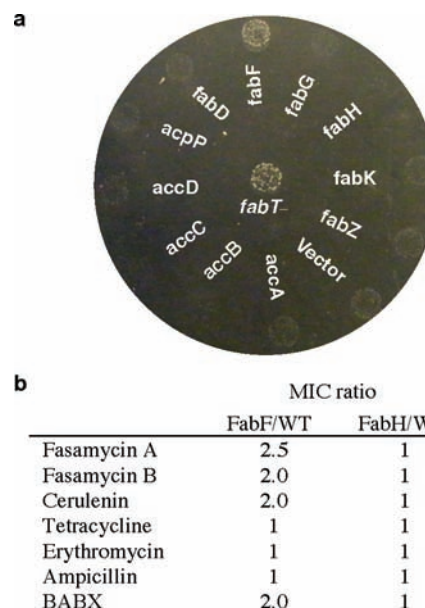 a
fabF
fabG
fabH
fabK
fabZ
Vector
accA
accB
accC
accD
acpP
fabD
fabT
b
MIC ratio
FabF/WT FabH/W
Fasamycin A 2.5 1
Fasamycin B 2.0 1
Cerulenin 2.0 1
Tetracycline 1 1
Erythromycin 1 1
Ampicillin 1 1
BABX 2.0 1